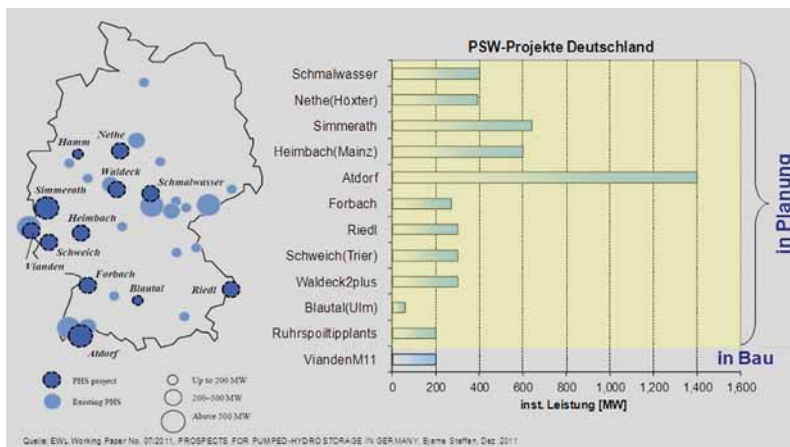 PSW-Projekte Deutschland
Hamm
Nethe
Waldeck
Schmalwasser
Simmerath
Heimbach
Schweich
Vianden
Forbach
Blautal
Riedl
Atdorf
PHS project
Existing PHS
Up to 200 MW
200–500 MW
Above 500 MW
Schmalwasser
Nethe(Höxter)
Simmerath
Heimbach(Mainz)
Atdorf
Forbach
Riedl
Schweich(Trier)
Waldeck2plus
Blautal(Ulm)
Ruhrspoiltipplants
ViandenM11
in Planung
in Bau
0 200 400 600 800 1,000 1,200 1,400 1,600
inst. Leistung [MW]
Quelle: EWL Working Paper No. 07/2011, PROSPECTS FOR PUMPED-HYDRO STORAGE IN GERMANY, Bjarne Steffen, Dez. 2011